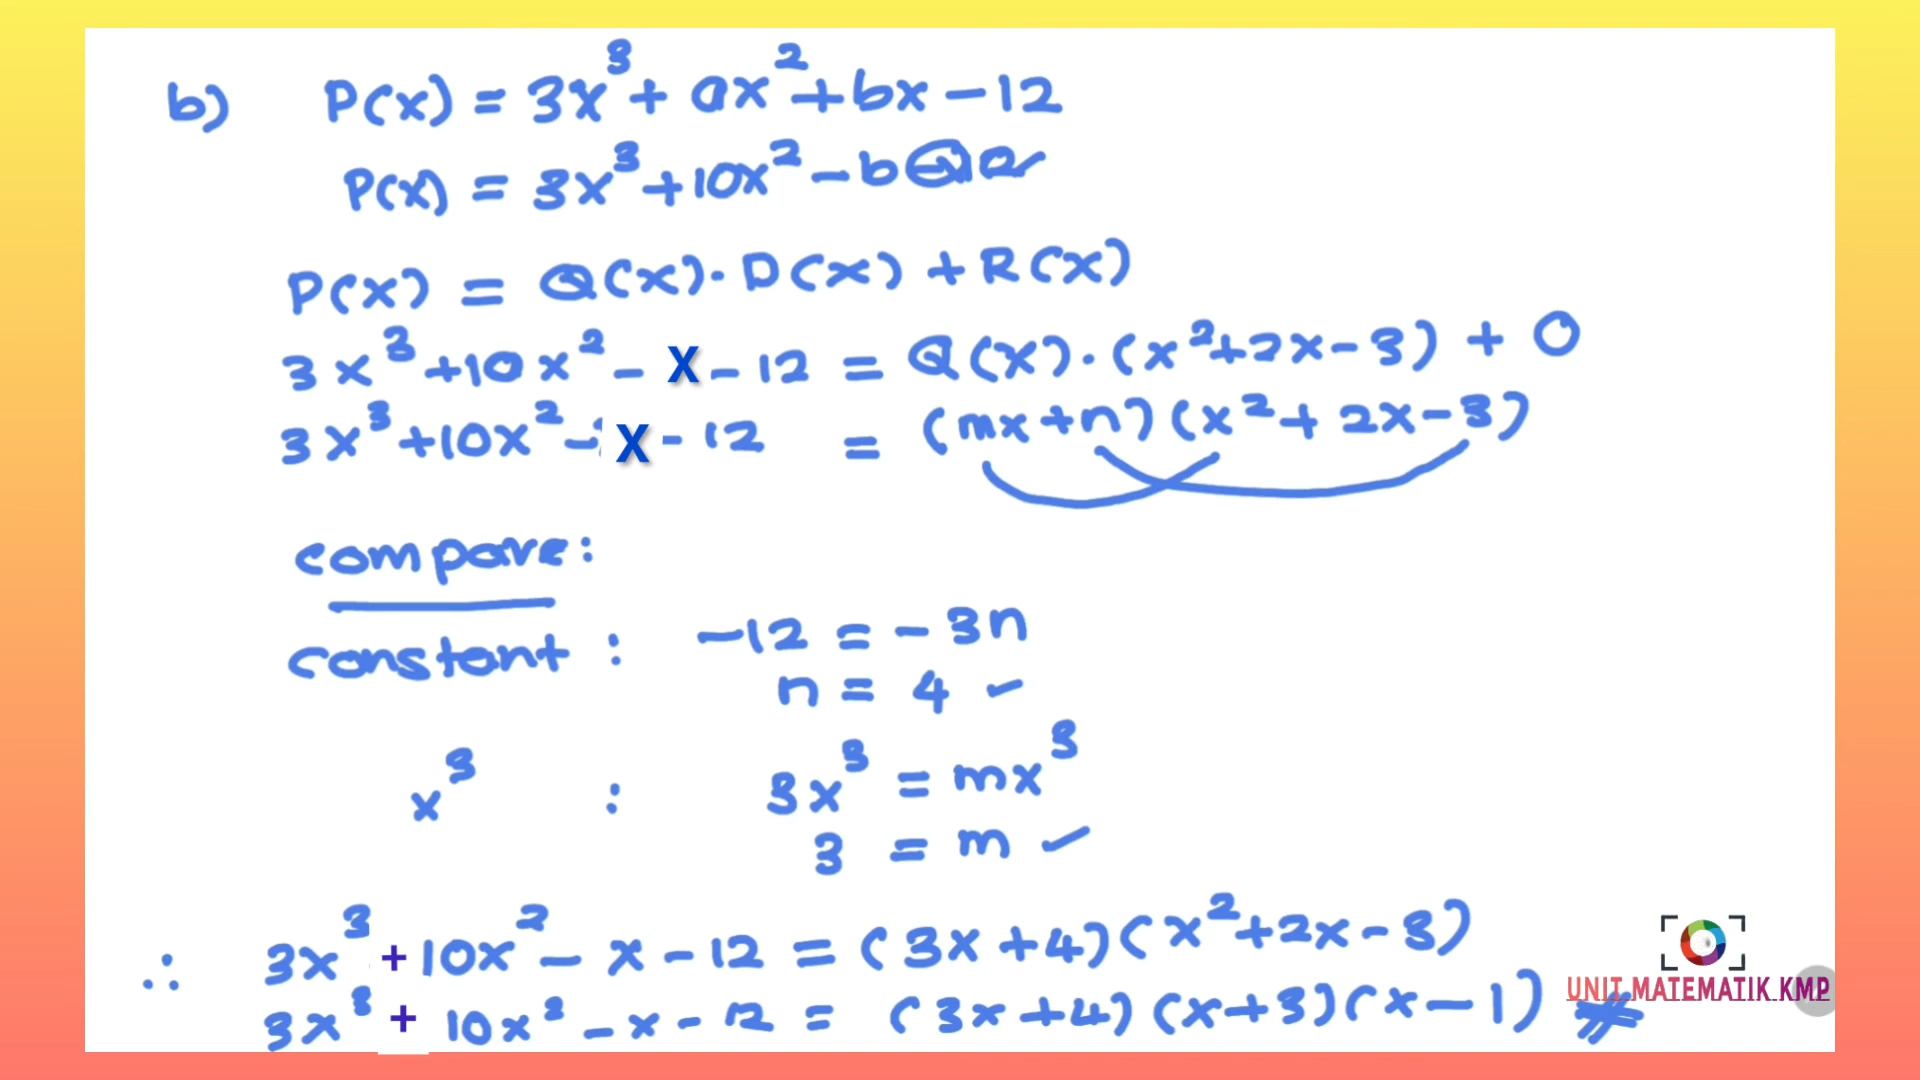 b) P(x) = 3x³ + ax² + bx - 12
P(x) = 3x³ + 10x² - b - 12
P(x) = Q(x) · D(x) + R(x)
3x³ + 10x² - x - 12 = Q(x) · (x² + 2x - 3) + 0
3x³ + 10x² - x - 12 = (mx + n)(x² + 2x - 3)
compare:
constant : -12 = -3n
n = 4
x³ : 3x³ = mx³
3 = m
∴ 3x³ + 10x² - x - 12 = (3x + 4)(x² + 2x - 3)
3x³ + 10x² - x - 12 = (3x + 4)(x + 3)(x - 1)
UNIT MATEMATIK KMP